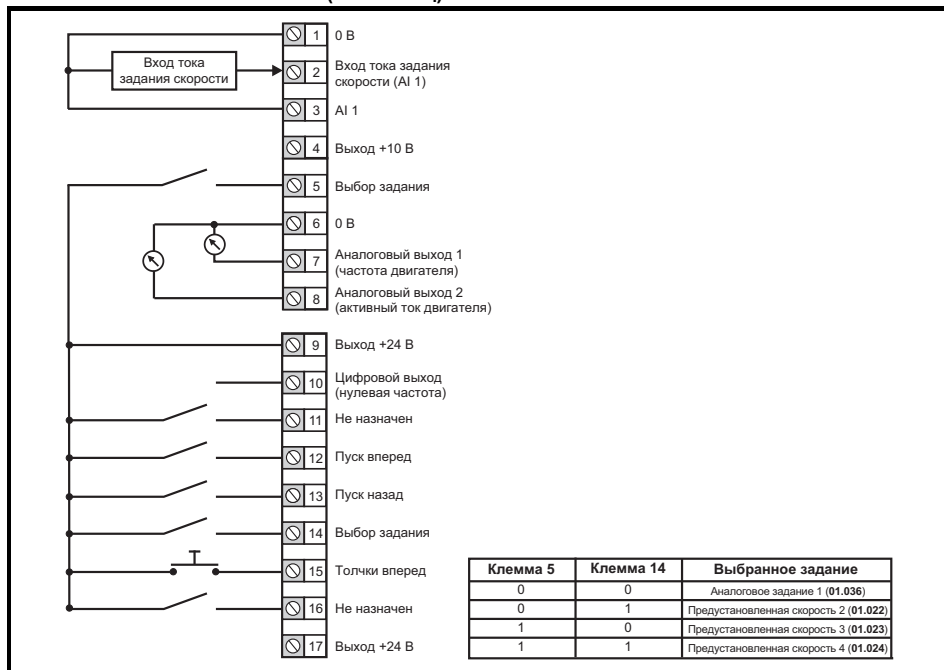 Вход тока
задания скорости
1 0 В
2 Вход тока задания
скорости (AI 1)
3 AI 1
4 Выход +10 В
5 Выбор задания
6 0 В
7 Аналоговый выход 1
(частота двигателя)
8 Аналоговый выход 2
(активный ток двигателя)
9 Выход +24 В
10 Цифровой выход
(нулевая частота)
11 Не назначен
12 Пуск вперед
13 Пуск назад
14 Выбор задания
15 Толчки вперед
16 Не назначен
17 Выход +24 В
Клемма 5 Клемма 14 Выбранное задание
0 0 Аналоговое задание 1 (01.036)
0 1 Предустановленная скорость 2 (01.022)
1 0 Предустановленная скорость 3 (01.023)
1 1 Предустановленная скорость 4 (01.024)